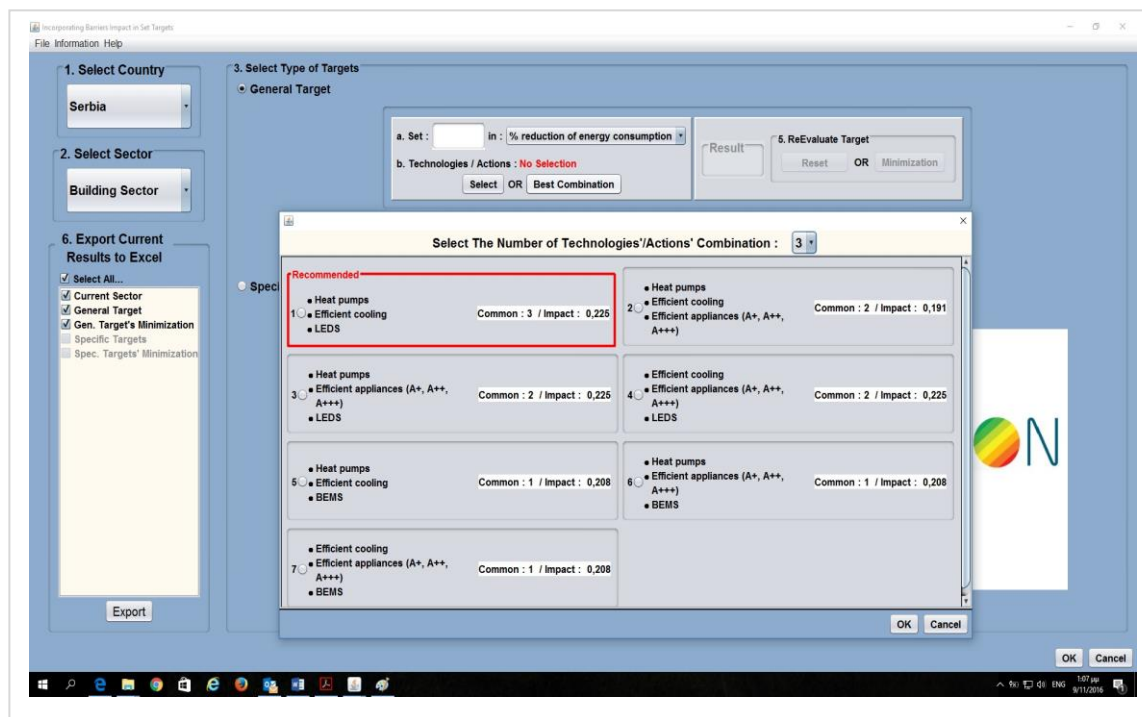 Incorporating Barriers Impact in Set Targets
File Information Help
1. Select Country
Serbia
2. Select Sector
Building Sector
6. Export Current
Results to Excel
Select All...
Current Sector
General Target
Gen. Target's Minimization
Specific Targets
Spec. Targets' Minimization
Export
3. Select Type of Targets
General Target
a. Set :
in : % reduction of energy consumption
b. Technologies / Actions : No Selection
Select OR Best Combination
Result
5. ReEvaluate Target
Reset OR Minimization
Speci
Select The Number of Technologies'/Actions' Combination : 3
Recommended
1
• Heat pumps
• Efficient cooling
• LEDS
Common : 3 / Impact : 0,225
2
• Heat pumps
• Efficient cooling
• Efficient appliances (A+, A++,
A+++)
Common : 2 / Impact : 0,191
3
• Heat pumps
• Efficient appliances (A+, A++,
A+++)
• LEDS
Common : 2 / Impact : 0,225
4
• Efficient cooling
• Efficient appliances (A+, A++,
A+++)
• LEDS
Common : 2 / Impact : 0,225
5
• Heat pumps
• Efficient cooling
• BEMS
Common : 1 / Impact : 0,208
6
• Heat pumps
• Efficient appliances (A+, A++,
A+++)
• BEMS
Common : 1 / Impact : 0,208
7
• Efficient cooling
• Efficient appliances (A+, A++,
A+++)
• BEMS
Common : 1 / Impact : 0,208
OK Cancel
N
OK Cancel
ENG
1:07 μμ
9/11/2016